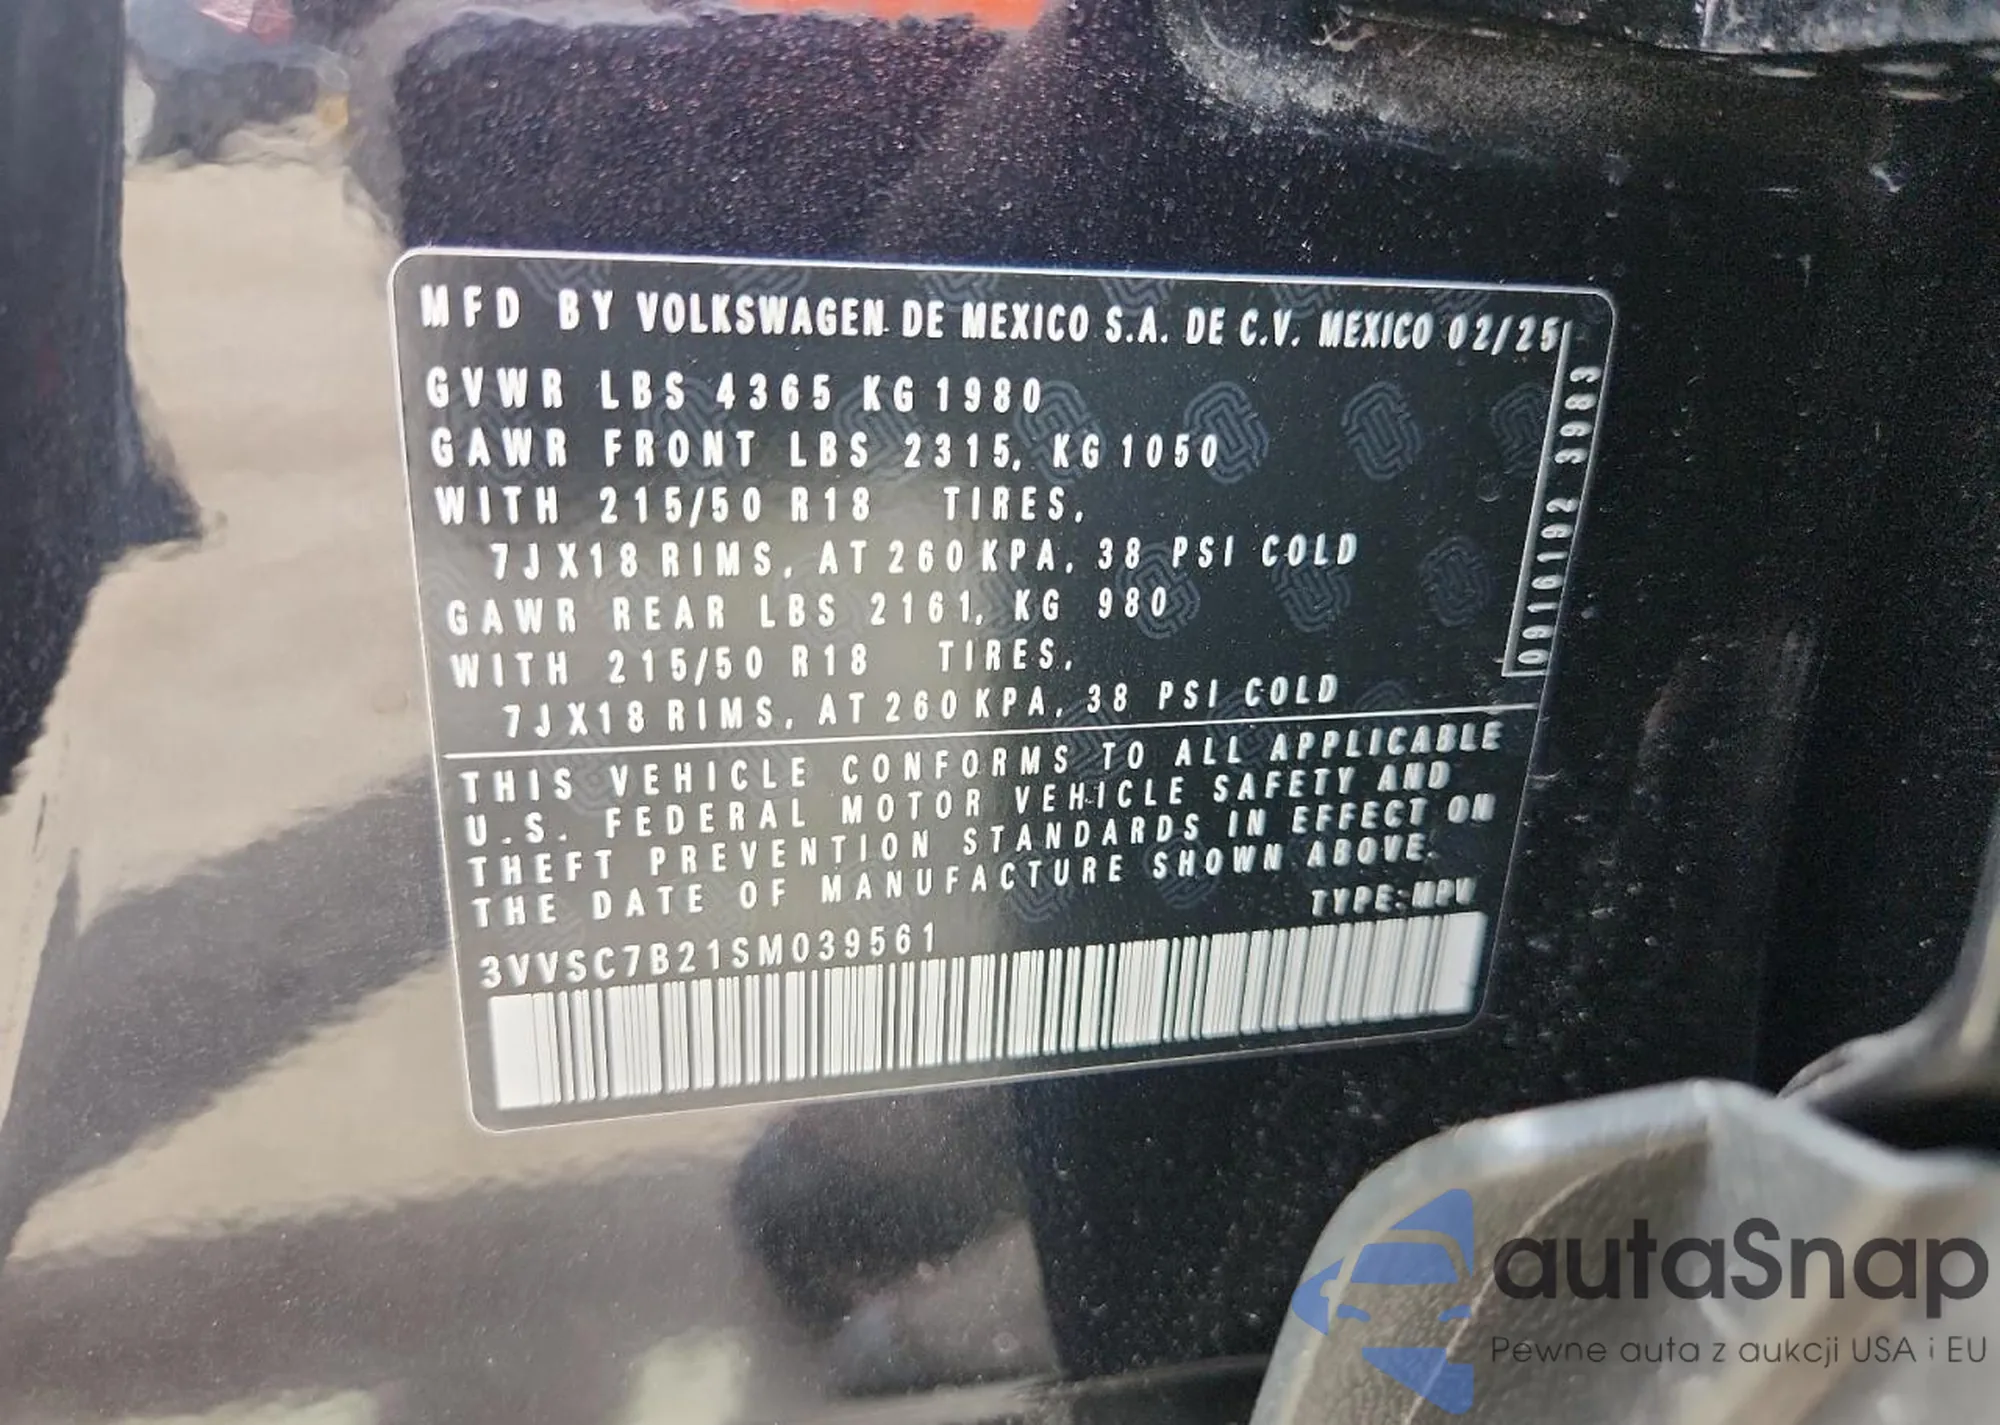 MFD BY VOLKSWAGEN DE MEXICO S.A. DE C.V. MEXICO 02/25
GVWR LBS 4365 KG 1980
GAWR FRONT LBS 2315, KG 1050
WITH 215/50 R18 TIRES,
7JX18 RIMS, AT 260 KPA, 38 PSI COLD
GAWR REAR LBS 2161, KG 980
WITH 215/50 R18 TIRES,
7JX18 RIMS, AT 260 KPA, 38 PSI COLD
0916192 3983
THIS VEHICLE CONFORMS TO ALL APPLICABLE
U.S. FEDERAL MOTOR VEHICLE SAFETY AND
THEFT PREVENTION STANDARDS IN EFFECT ON
THE DATE OF MANUFACTURE SHOWN ABOVE.
TYPE:MPV
3VVSC7B21SM039561
autaSnap
Pewne auta z aukcji USA i EU